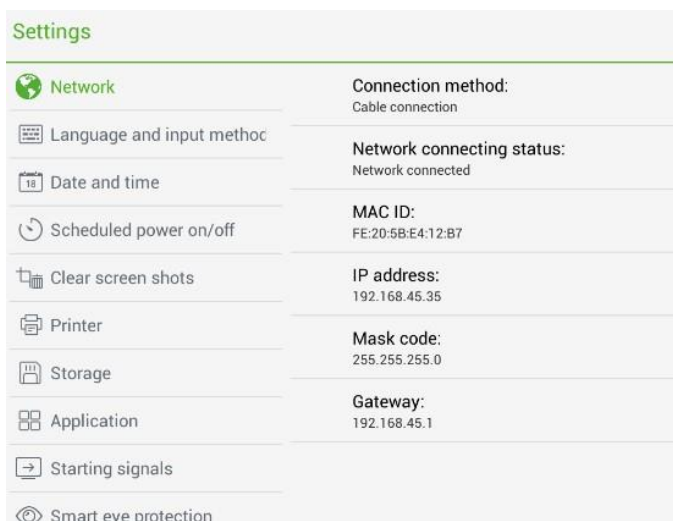 Settings
Network
Language and input methoc
18
Date and time
Scheduled power on/off
Clear screen shots
Printer
Storage
Application
Starting signals
Smart eye protection
Connection method:
Cable connection
Network connecting status:
Network connected
MAC ID:
FE:20:5B:E4:12:B7
IP address:
192.168.45.35
Mask code:
255.255.255.0
Gateway:
192.168.45.1